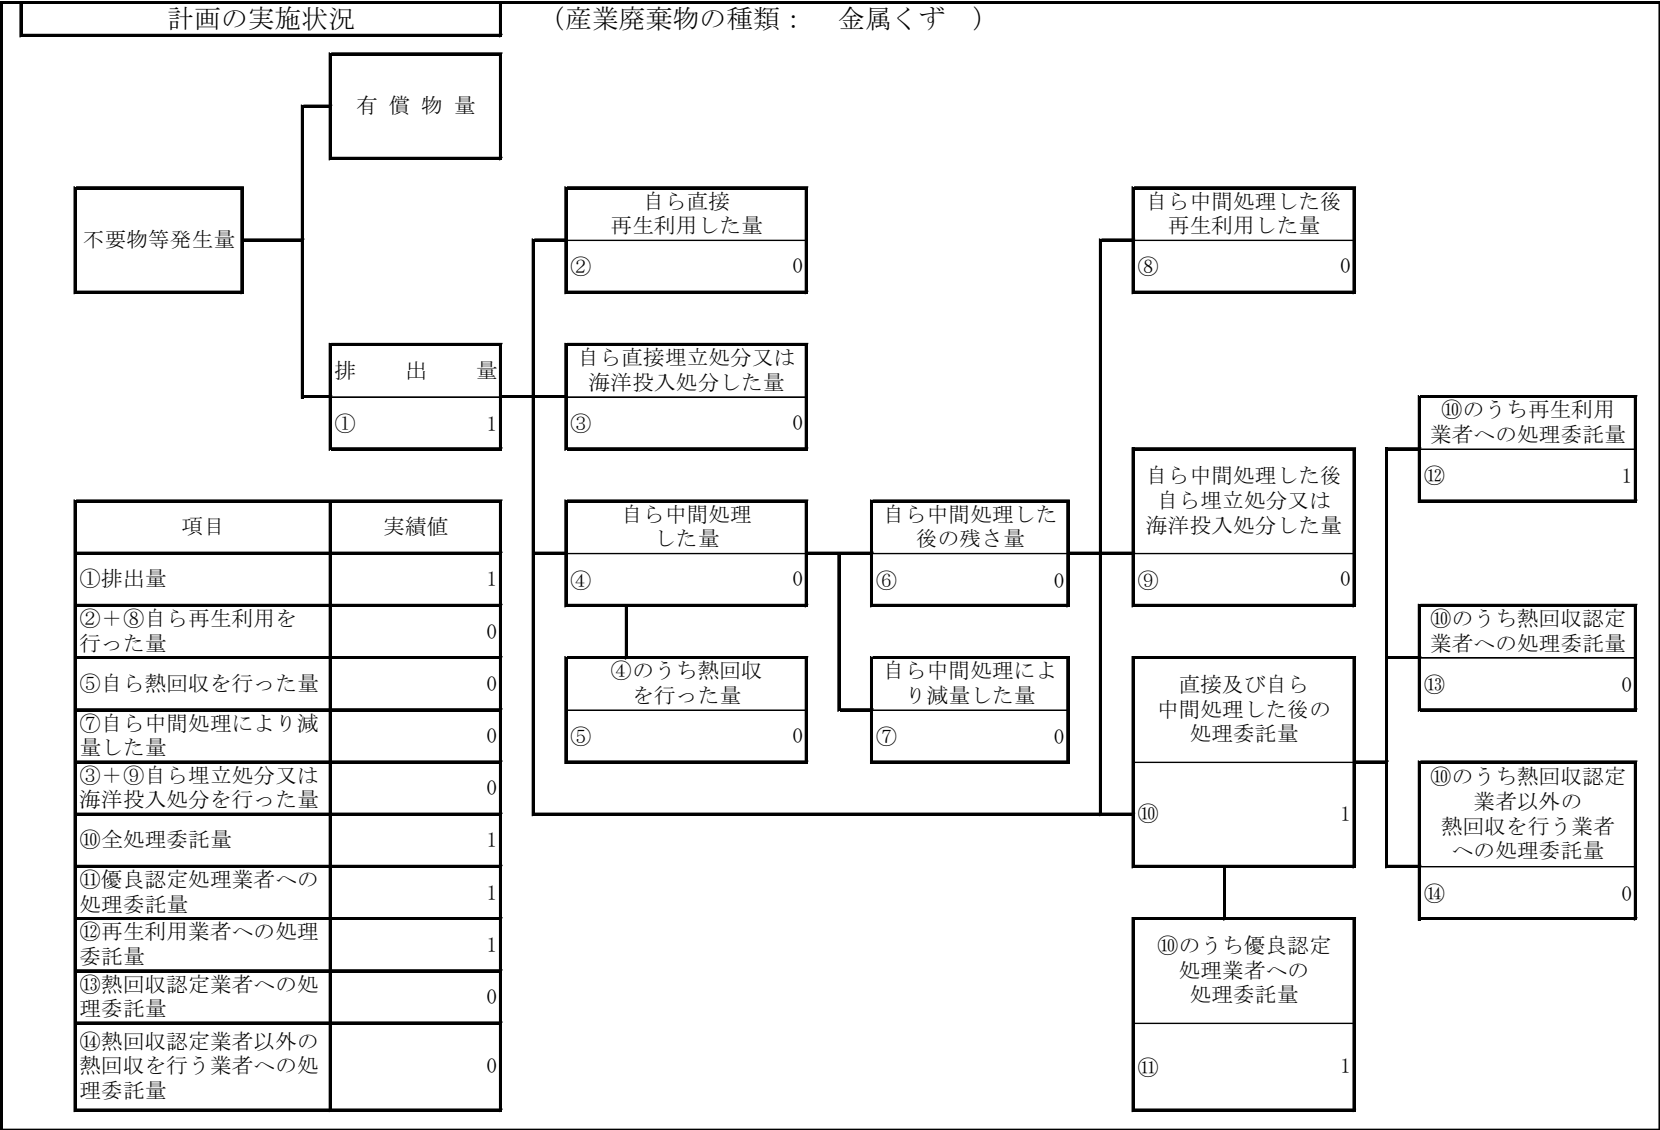 計画の実施状況
(産業廃棄物の種類： 金属くず )
有償物量
不要物等発生量
自ら直接
再生利用した量
② 0
自ら中間処理した後
再生利用した量
⑧ 0
排出量
① 1
自ら直接埋立処分又は
海洋投入処分した量
③ 0
⑩のうち再生利用
業者への処理委託量
⑫ 1
自ら中間処理
した量
④ 0
自ら中間処理した
後の残さ量
⑥ 0
自ら中間処理した後
自ら埋立処分又は
海洋投入処分した量
⑨ 0
⑩のうち熱回収認定
業者への処理委託量
⑬ 0
④のうち熱回収
を行った量
⑤ 0
自ら中間処理によ
り減量した量
⑦ 0
直接及び自ら
中間処理した後の
処理委託量
⑩ 1
⑩のうち熱回収認定
業者以外の
熱回収を行う業者
への処理委託量
⑭ 0
⑩のうち優良認定
処理業者への
処理委託量
⑪ 1
項目 実績値
①排出量 1
②＋⑧自ら再生利用を
行った量 0
⑤自ら熱回収を行った量 0
⑦自ら中間処理により減
量した量 0
③＋⑨自ら埋立処分又は
海洋投入処分を行った量 0
⑩全処理委託量 1
⑪優良認定処理業者への
処理委託量 1
⑫再生利用業者への処理
委託量 1
⑬熱回収認定業者への処
理委託量 0
⑭熱回収認定業者以外の
熱回収を行う業者への処
理委託量 0